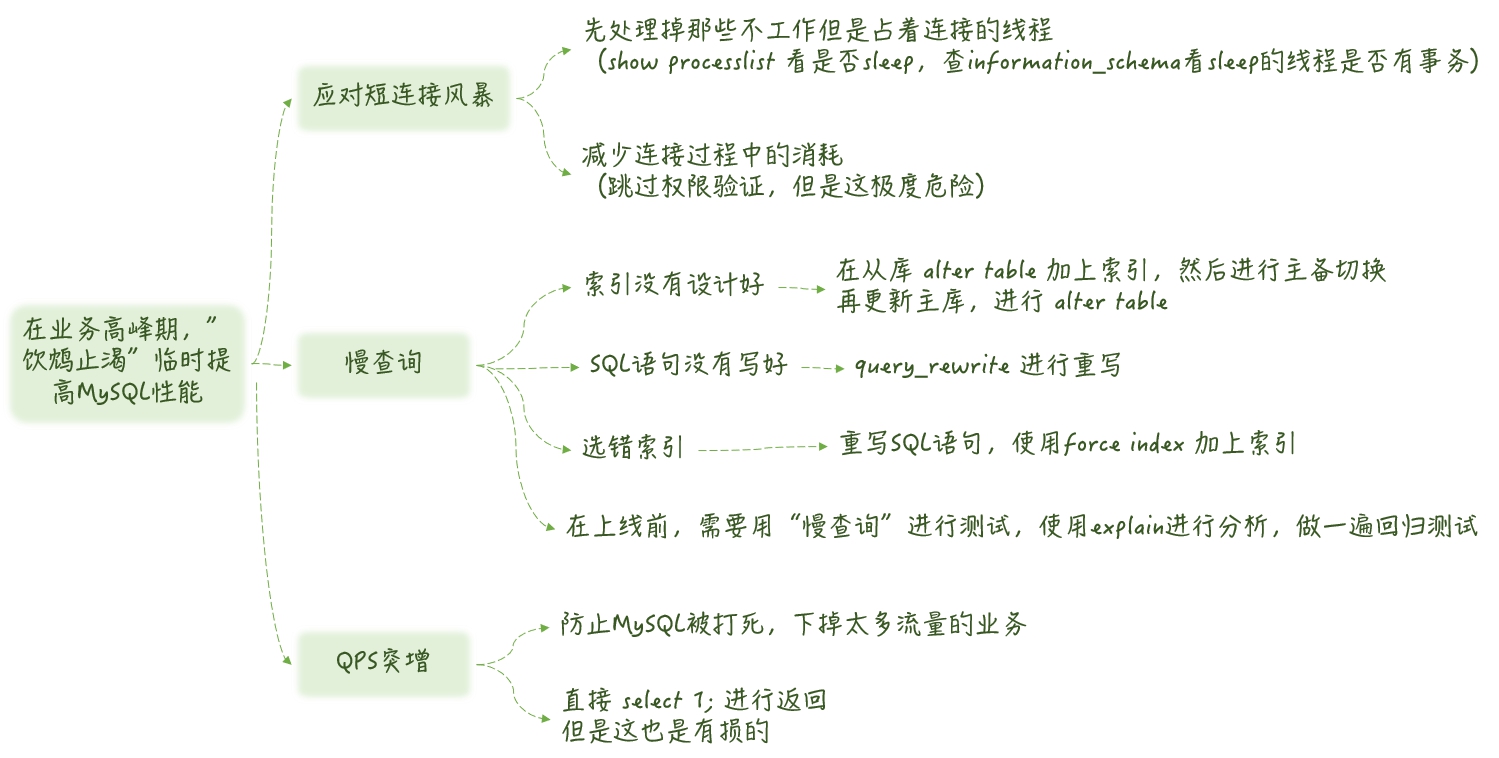 在业务高峰期，”
饮鸩止渴”临时提
高MySQL性能
应对短连接风暴
先处理掉那些不工作但是占着连接的线程
（show processlist 看是否sleep，查information_schema看sleep的线程是否有事务）
减少连接过程中的消耗
（跳过权限验证，但是这极度危险）
慢查询
索引没有设计好
在从库 alter table 加上索引，然后进行主备切换
再更新主库，进行 alter table
SQL语句没有写好
query_rewrite 进行重写
选错索引
重写SQL语句，使用force index 加上索引
在上线前，需要用“慢查询”进行测试，使用explain进行分析，做一遍回归测试
QPS突增
防止MySQL被打死，下掉太多流量的业务
直接 select 1; 进行返回
但是这也是有损的